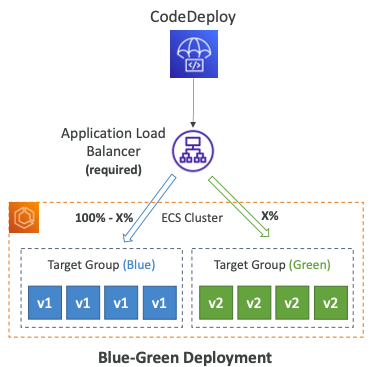 CodeDeploy
Application Load
Balancer
(required)
100% - X%
ECS Cluster
X%
Target Group (Blue)
Target Group (Green)
v1 v1 v1 v1
v2 v2 v2 v2
Blue-Green Deployment